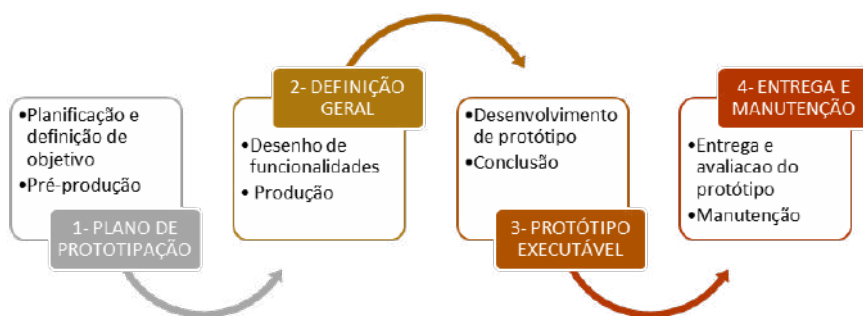 •Planificação e
definição de
objetivo
•Pré-produção
1- PLANO DE
PROTOTIPAÇÃO
2- DEFINIÇÃO
GERAL
•Desenho de
funcionalidades
• Produção
•Desenvolvimento
de protótipo
•Conclusão
3- PROTÓTIPO
EXECUTÁVEL
4- ENTREGA E
MANUTENÇÃO
•Entrega e
avaliacao do
protótipo
•Manutenção